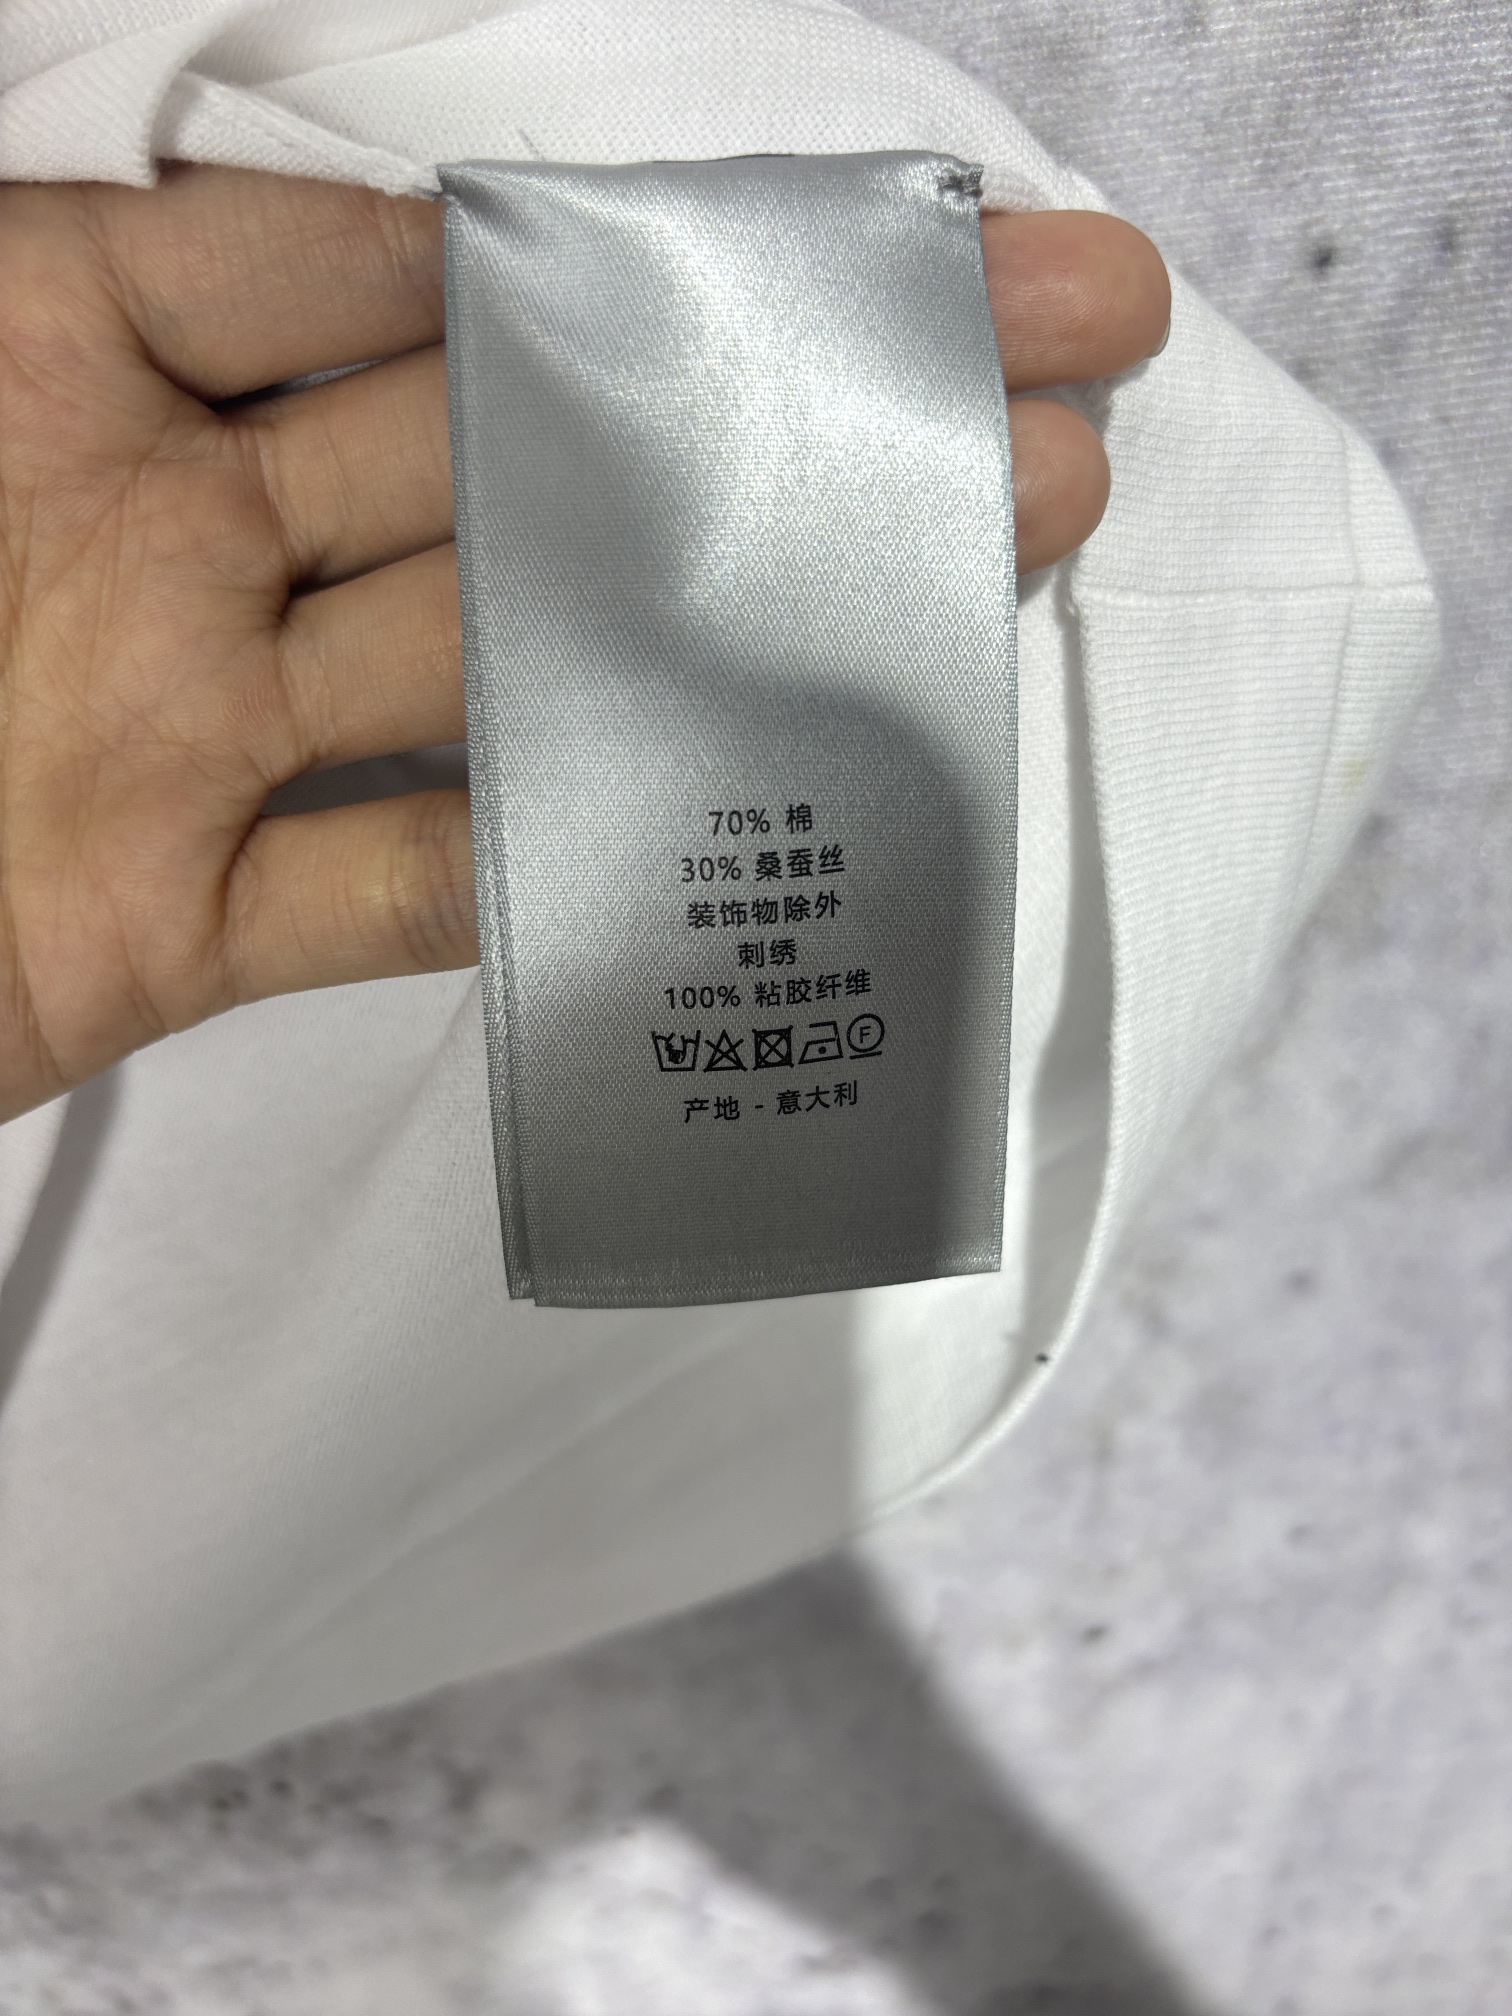 70% 棉
30% 桑蚕丝
装饰物除外
刺绣
100% 粘胶纤维
F
产地 - 意大利